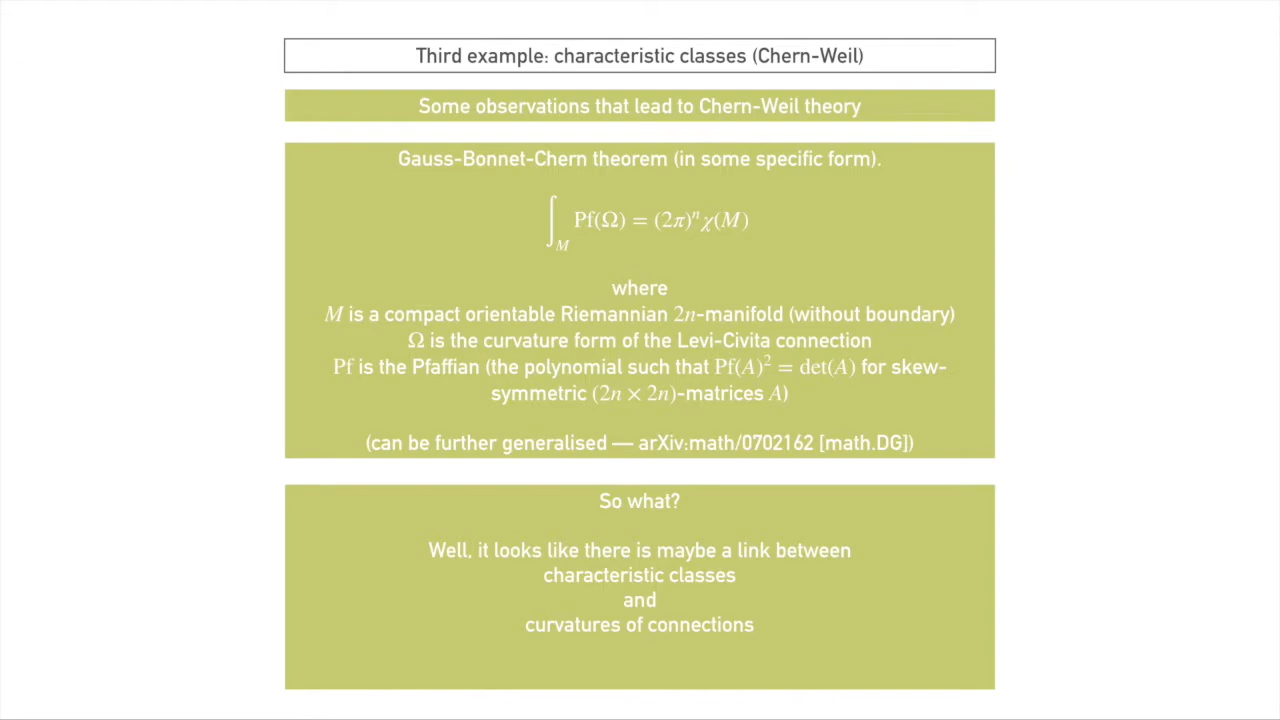 Third example: characteristic classes (Chern-Weil)
Some observations that lead to Chern-Weil theory
Gauss-Bonnet-Chern theorem (in some specific form).
∫_M Pf(Ω) = (2π)ⁿχ(M)
where
M is a compact orientable Riemannian 2n-manifold (without boundary)
Ω is the curvature form of the Levi-Civita connection
Pf is the Pfaffian (the polynomial such that Pf(A)² = det(A) for skew-
symmetric (2n × 2n)-matrices A)
(can be further generalised — arXiv:math/0702162 [math.DG])
So what?
Well, it looks like there is maybe a link between
characteristic classes
and
curvatures of connections